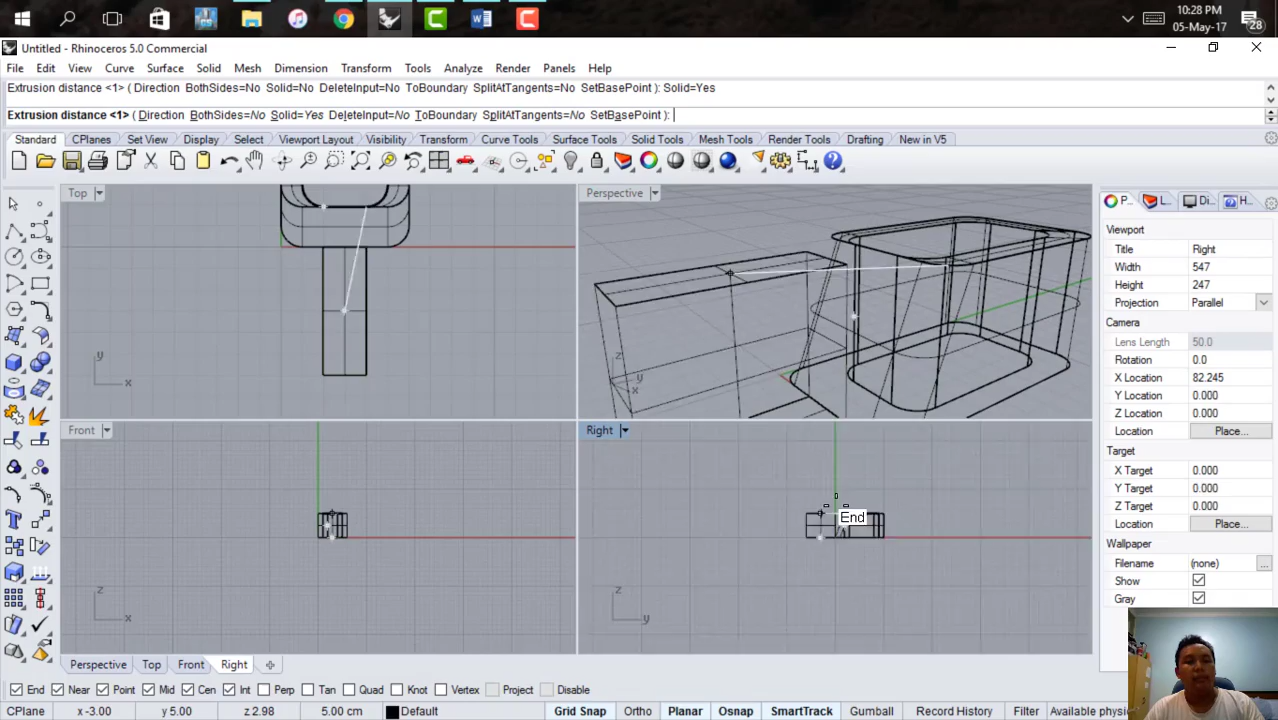 10:28 PM
05-May-17
28
Untitled - Rhinoceros 5.0 Commercial
File Edit View Curve Surface Solid Mesh Dimension Transform Tools Analyze Render Panels Help
Extrusion distance <1> ( Direction BothSides=No Solid=No DeleteInput=No ToBoundary SplitAtTangents=No SetBasePoint ): Solid=Yes
Extrusion distance <1> ( Direction BothSides=No Solid=Yes DeleteInput=No ToBoundary SplitAtTangents=No SetBasePoint ):
Standard CPlanes Set View Display Select Viewport Layout Visibility Transform Curve Tools Surface Tools Solid Tools Mesh Tools Render Tools Drafting New in V5
Top
y
x
Perspective
z
y
x
P... L... Di... H...
Viewport
Title Right
Width 547
Height 247
Projection Parallel
Camera
Lens Length 50.0
Rotation 0.0
X Location 82.245
Y Location 0.000
Z Location 0.000
Location Place...
Target
X Target 0.000
Y Target 0.000
Z Target 0.000
Location Place...
Wallpaper
Filename (none) ...
Show
Gray
Front
z
x
Right
End
z
y
Perspective Top Front Right
End Near Point Mid Cen Int Perp Tan Quad Knot Vertex Project Disable
CPlane x -3.00 y 5.00 z 2.98 5.00 cm Default Grid Snap Ortho Planar Osnap SmartTrack Gumball Record History Filter Available physi